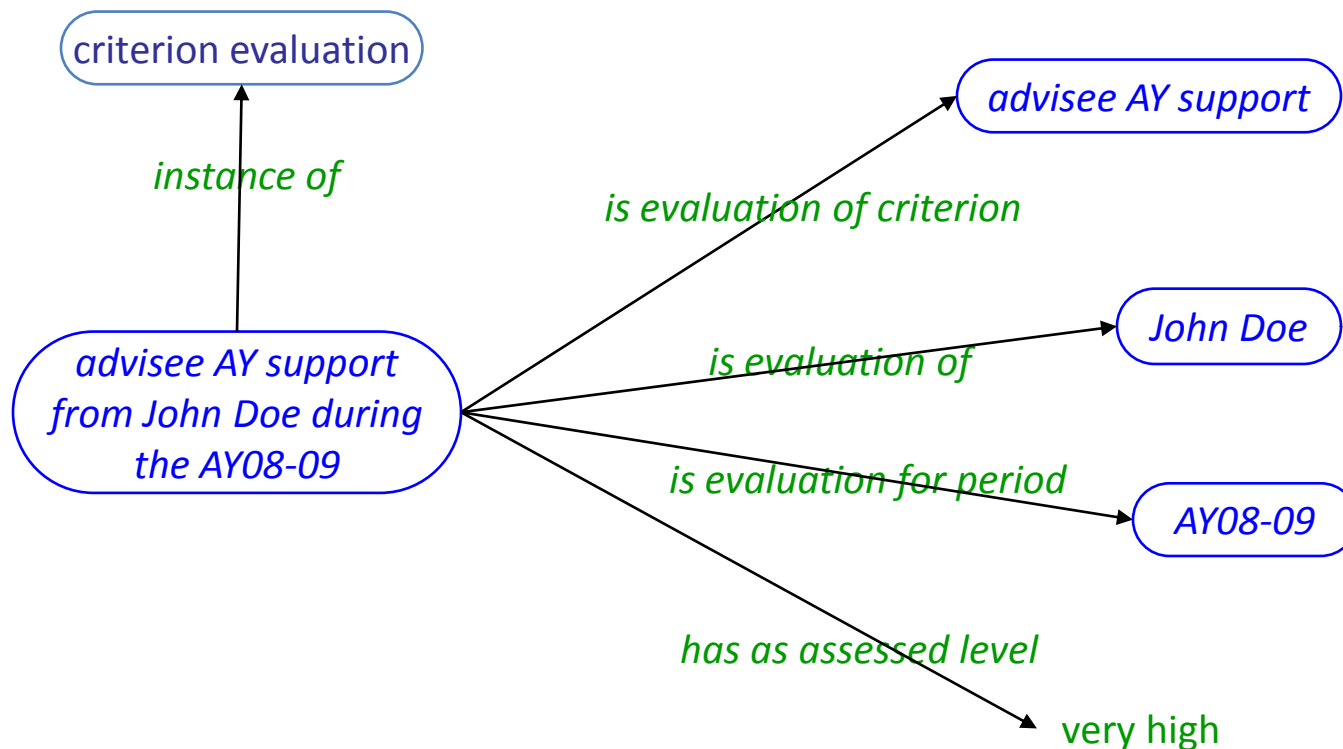 criterion evaluation
advisee AY support
instance of
is evaluation of criterion
John Doe
is evaluation of
advisee AY support
from John Doe during
the AY08-09
is evaluation for period
AY08-09
has as assessed level
very high